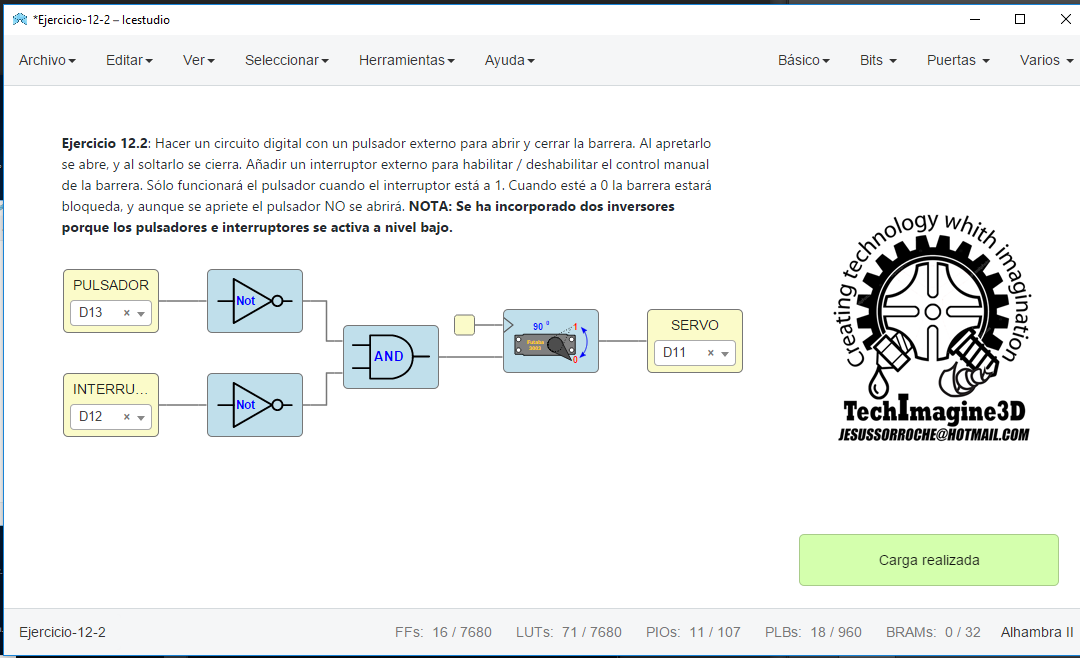 *Ejercicio-12-2 – Icestudio
Archivo Editar Ver Seleccionar Herramientas Ayuda Básico Bits Puertas Varios
Ejercicio 12.2: Hacer un circuito digital con un pulsador externo para abrir y cerrar la barrera. Al apretarlo
se abre, y al soltarlo se cierra. Añadir un interruptor externo para habilitar / deshabilitar el control manual
de la barrera. Sólo funcionará el pulsador cuando el interruptor está a 1. Cuando esté a 0 la barrera estará
bloqueda, y aunque se apriete el pulsador NO se abrirá. NOTA: Se ha incorporado dos inversores
porque los pulsadores e interruptores se activa a nivel bajo.
PULSADOR
D13 ×
Not
INTERRU...
D12 ×
Not
AND
90 º
1
0
Futaba
3003
SERVO
D11 ×
Creating technology whith imagination
TechImagine3D
JESUSSORROCHE@HOTMAIL.COM
Carga realizada
Ejercicio-12-2 FFs: 16 / 7680 LUTs: 71 / 7680 PIOs: 11 / 107 PLBs: 18 / 960 BRAMs: 0 / 32 Alhambra II